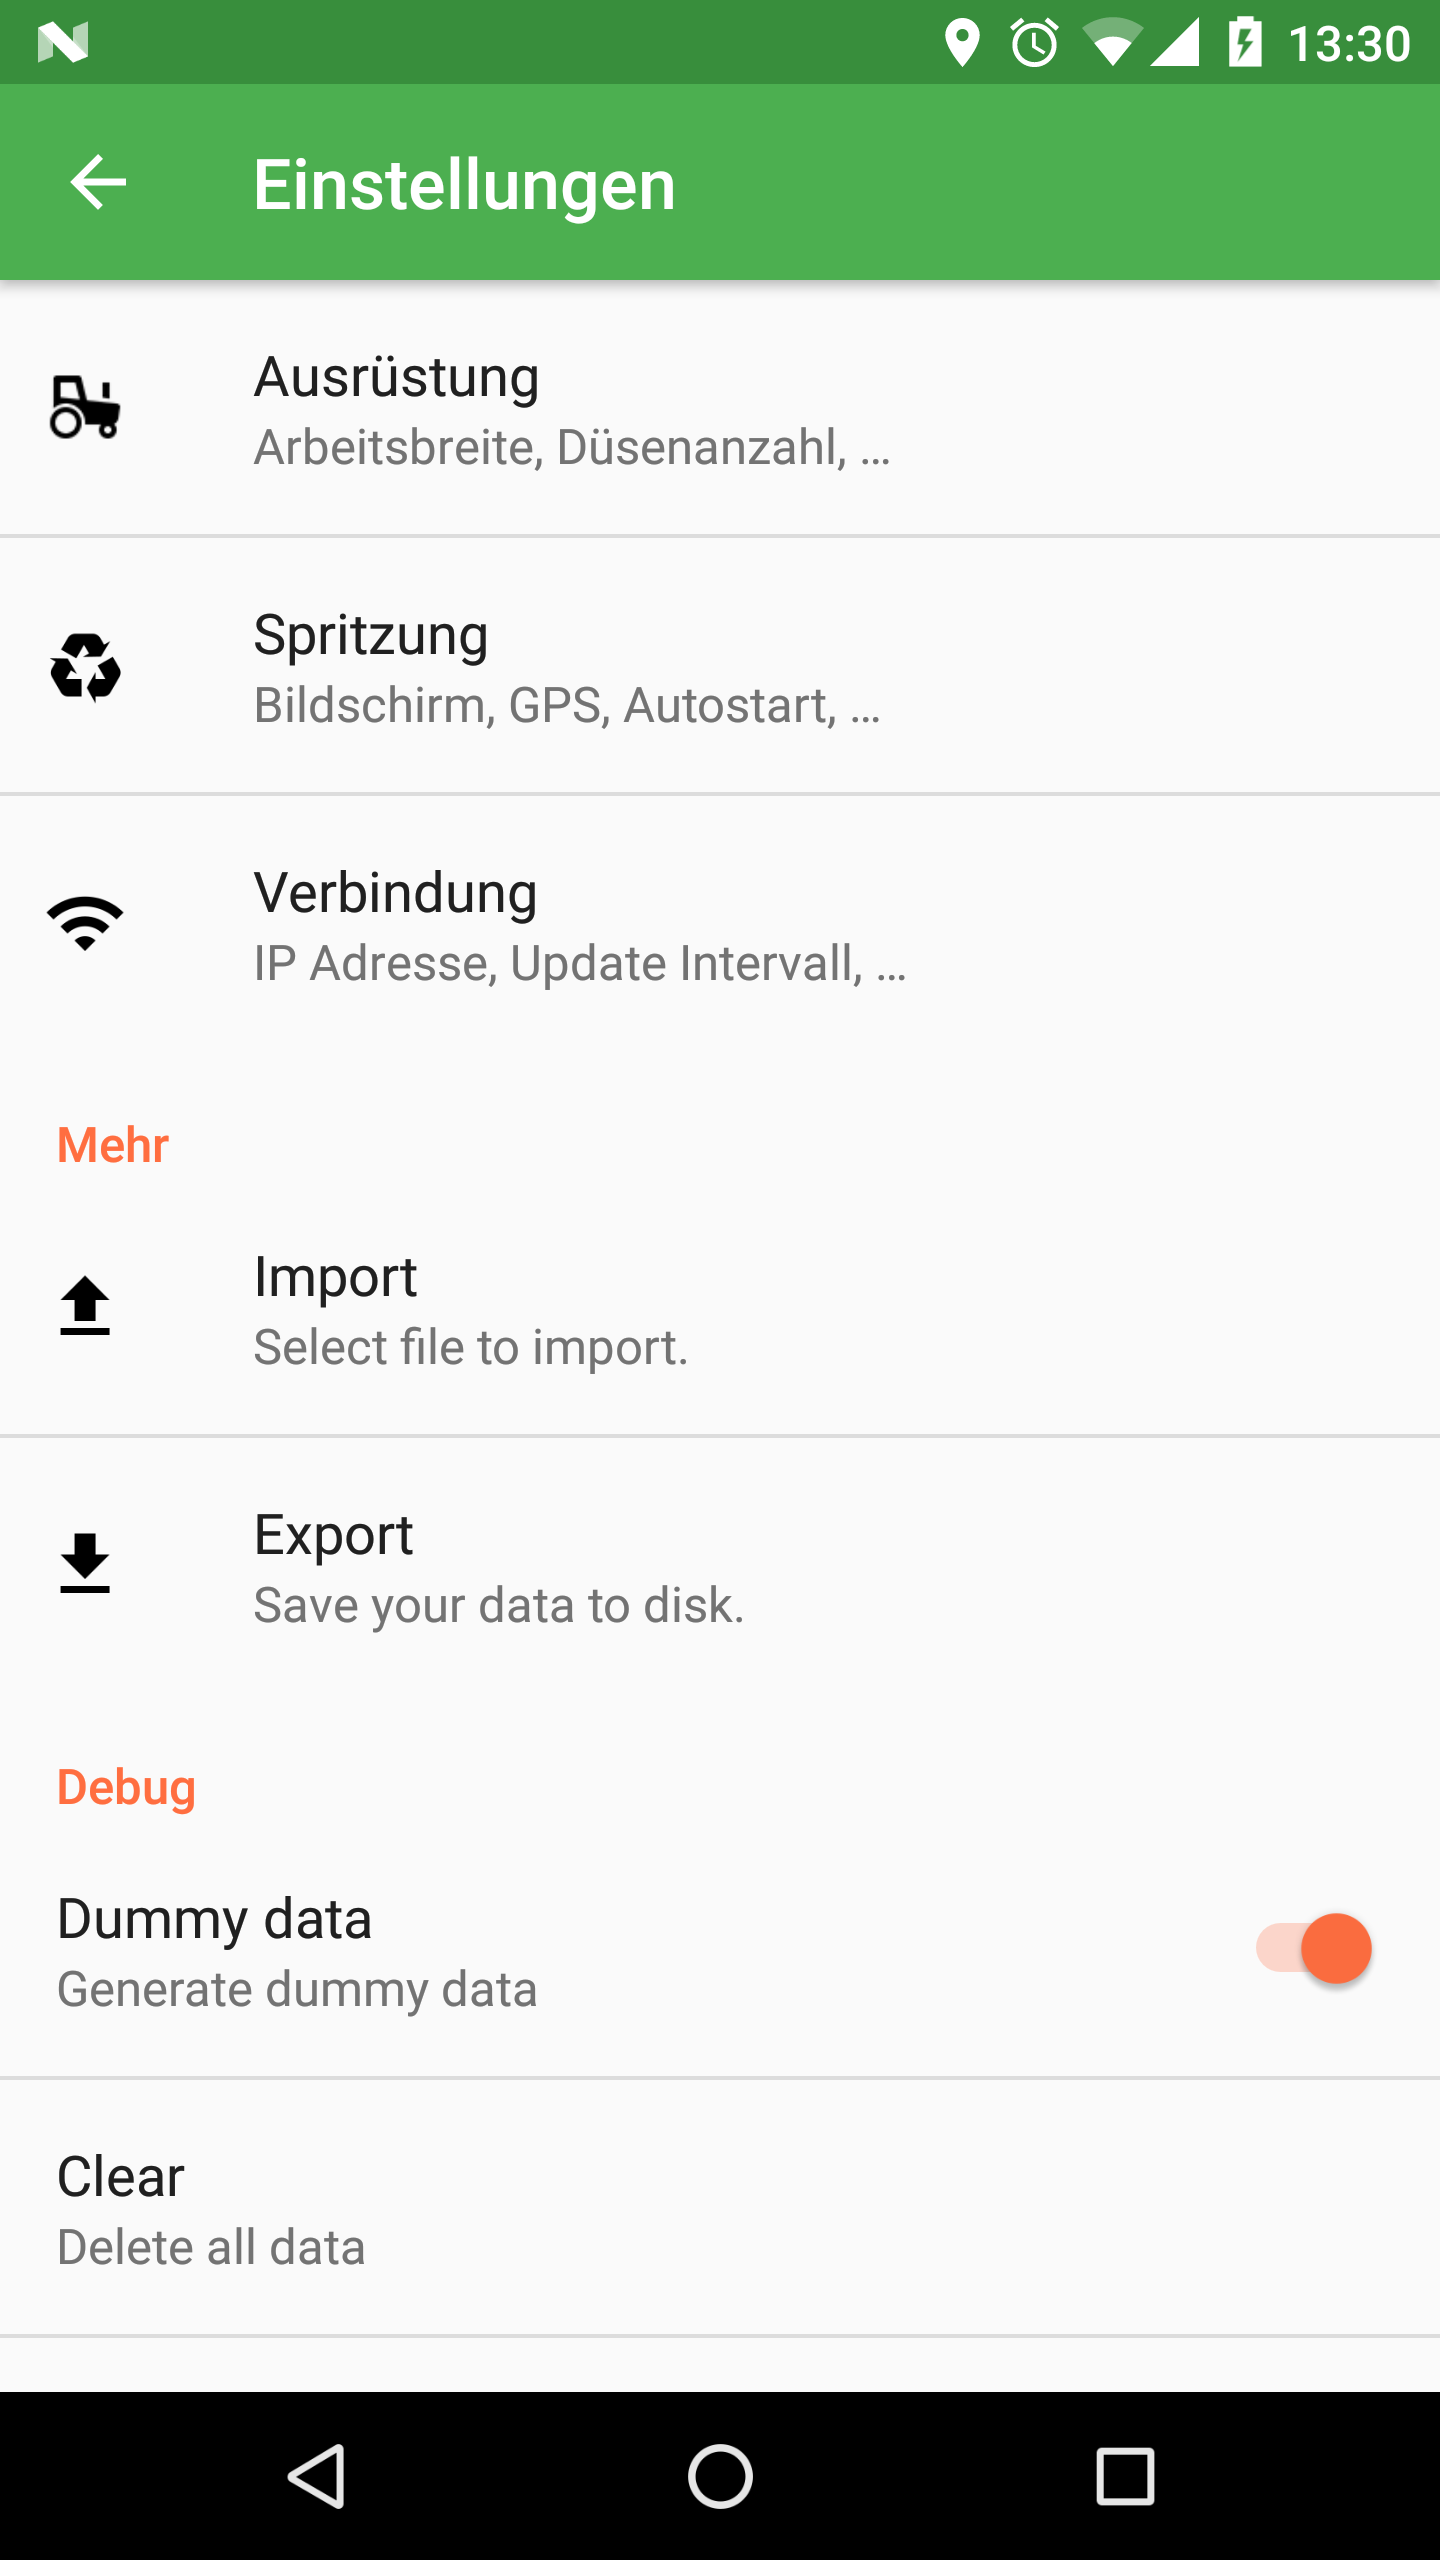 13:30
Einstellungen
Ausrüstung
Arbeitsbreite, Düsenanzahl, ...
Spritzung
Bildschirm, GPS, Autostart, ...
Verbindung
IP Adresse, Update Intervall, ...
Mehr
Import
Select file to import.
Export
Save your data to disk.
Debug
Dummy data
Generate dummy data
Clear
Delete all data